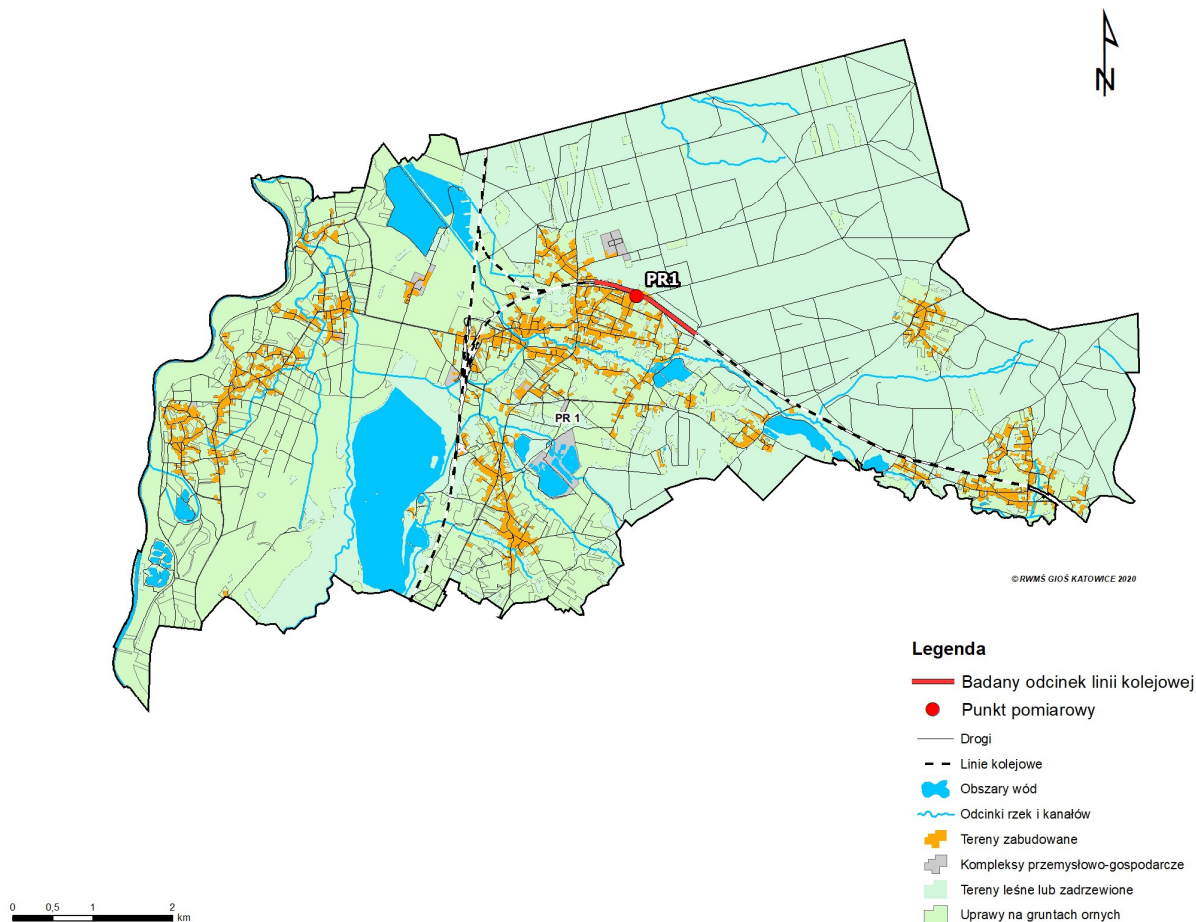 N
PR1
PR 1
© RWMŚ GIOŚ KATOWICE 2020
Legenda
Badany odcinek linii kolejowej
Punkt pomiarowy
Drogi
Linie kolejowe
Obszary wód
Odcinki rzek i kanałów
Tereny zabudowane
Kompleksy przemysłowo-gospodarcze
Tereny leśne lub zadrzewione
Uprawy na gruntach ornych
0 0,5 1 2
km